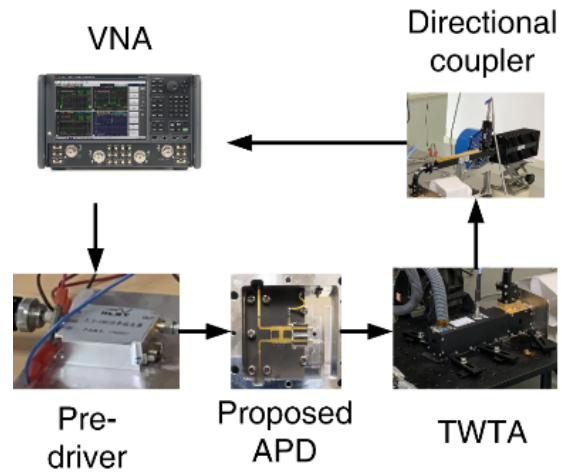 VNA
Directional
coupler
Pre-
driver
Proposed
APD
TWTA